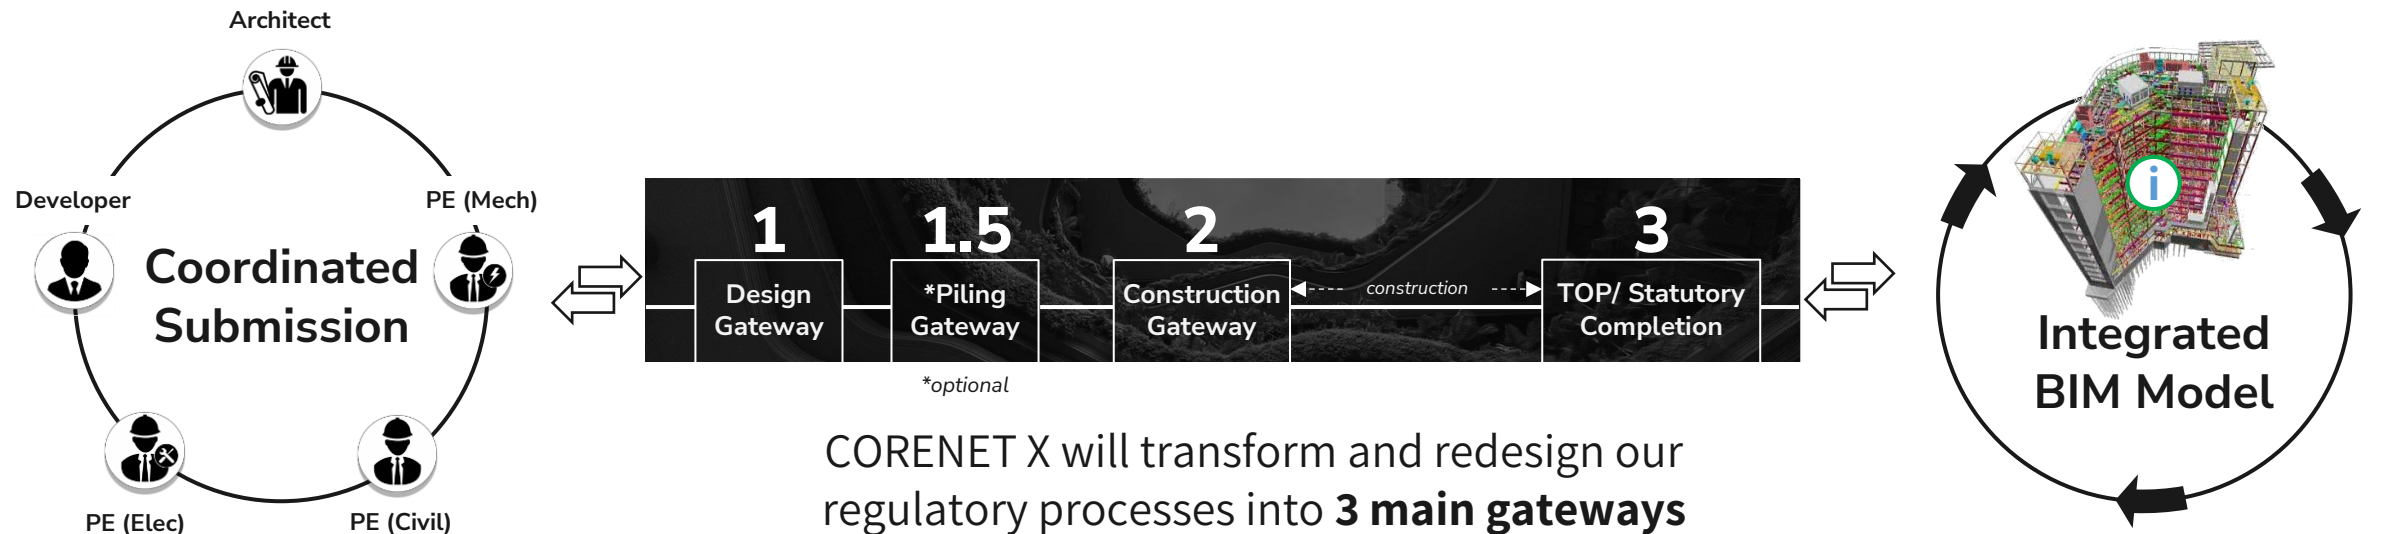 Architect
Developer
PE (Mech)
Coordinated
Submission
PE (Elec)
PE (Civil)
1
Design
Gateway
1.5
*Piling
Gateway
*optional
2
Construction
Gateway
construction
3
TOP/ Statutory
Completion
CORENET X will transform and redesign our
regulatory processes into 3 main gateways
i
Integrated
BIM Model